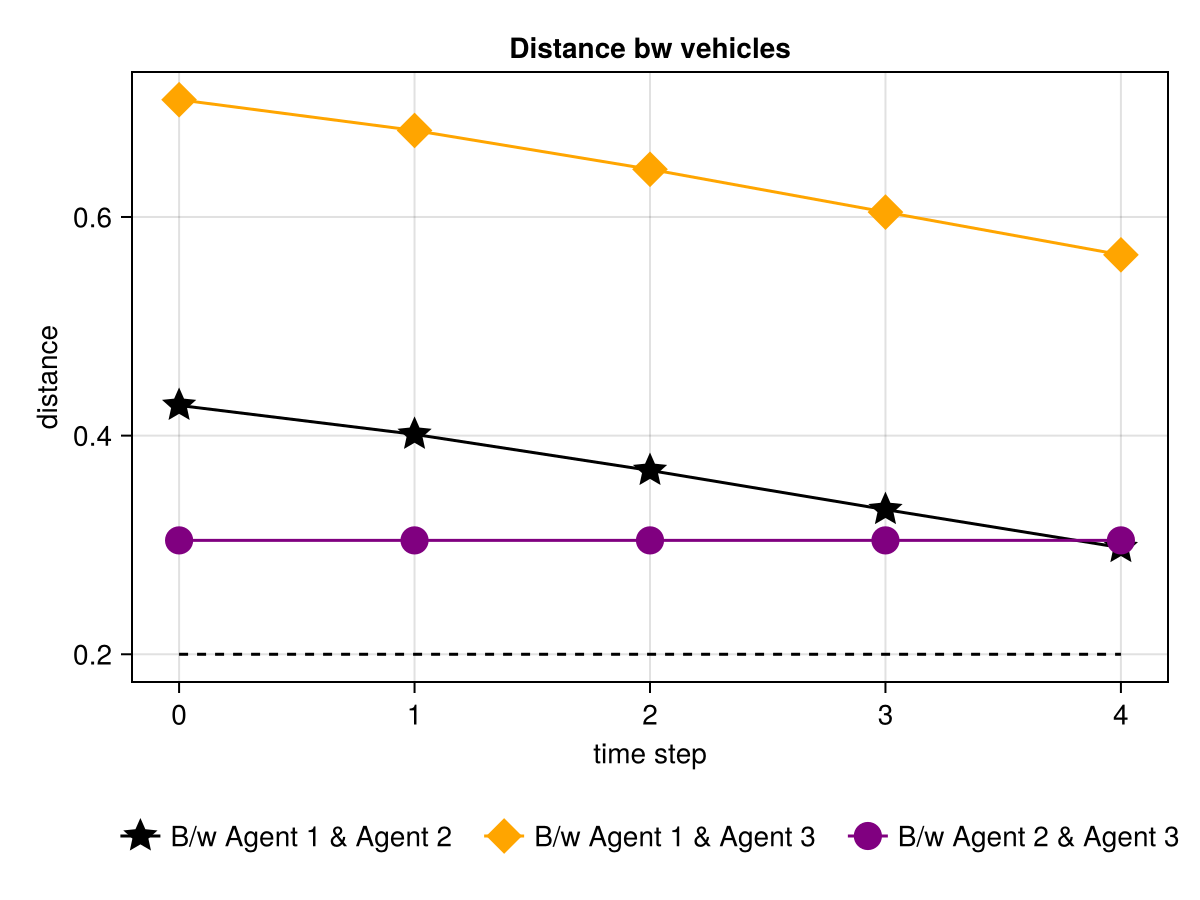 Distance bw vehicles
distance
0.6
0.4
0.2
0 1 2 3 4
time step
B/w Agent 1 & Agent 2 B/w Agent 1 & Agent 3 B/w Agent 2 & Agent 3